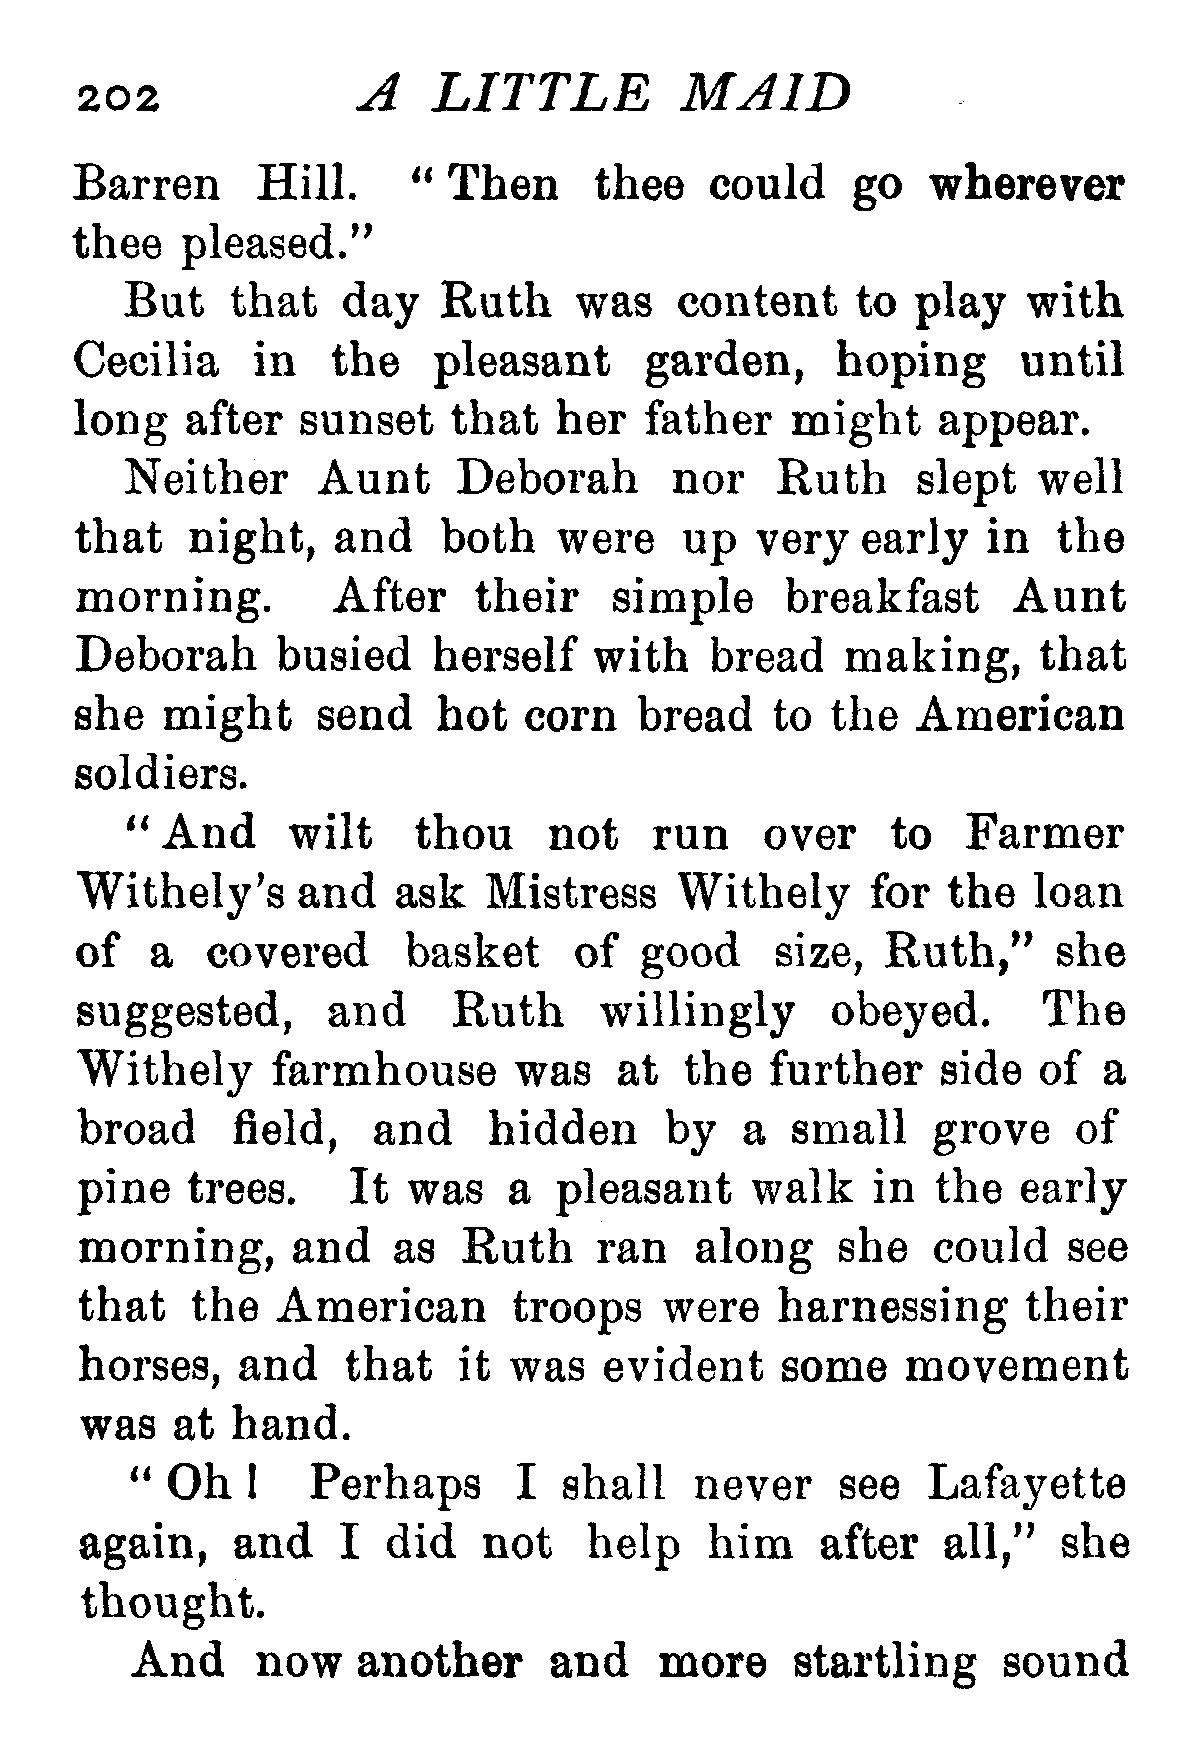 202 A LITTLE MAID
Barren Hill. “ Then thee could go wherever
thee pleased.”
But that day Ruth was content to play with
Cecilia in the pleasant garden, hoping until
long after sunset that her father might appear.
Neither Aunt Deborah nor Ruth slept well
that night, and both were up very early in the
morning. After their simple breakfast Aunt
Deborah busied herself with bread making, that
she might send hot corn bread to the American
soldiers.
“ And wilt thou not run over to Farmer
Withely’s and ask Mistress Withely for the loan
of a covered basket of good size, Ruth,” she
suggested, and Ruth willingly obeyed. The
Withely farmhouse was at the further side of a
broad field, and hidden by a small grove of
pine trees. It was a pleasant walk in the early
morning, and as Ruth ran along she could see
that the American troops were harnessing their
horses, and that it was evident some movement
was at hand.
“ Oh ! Perhaps I shall never see Lafayette
again, and I did not help him after all,” she
thought.
And now another and more startling sound